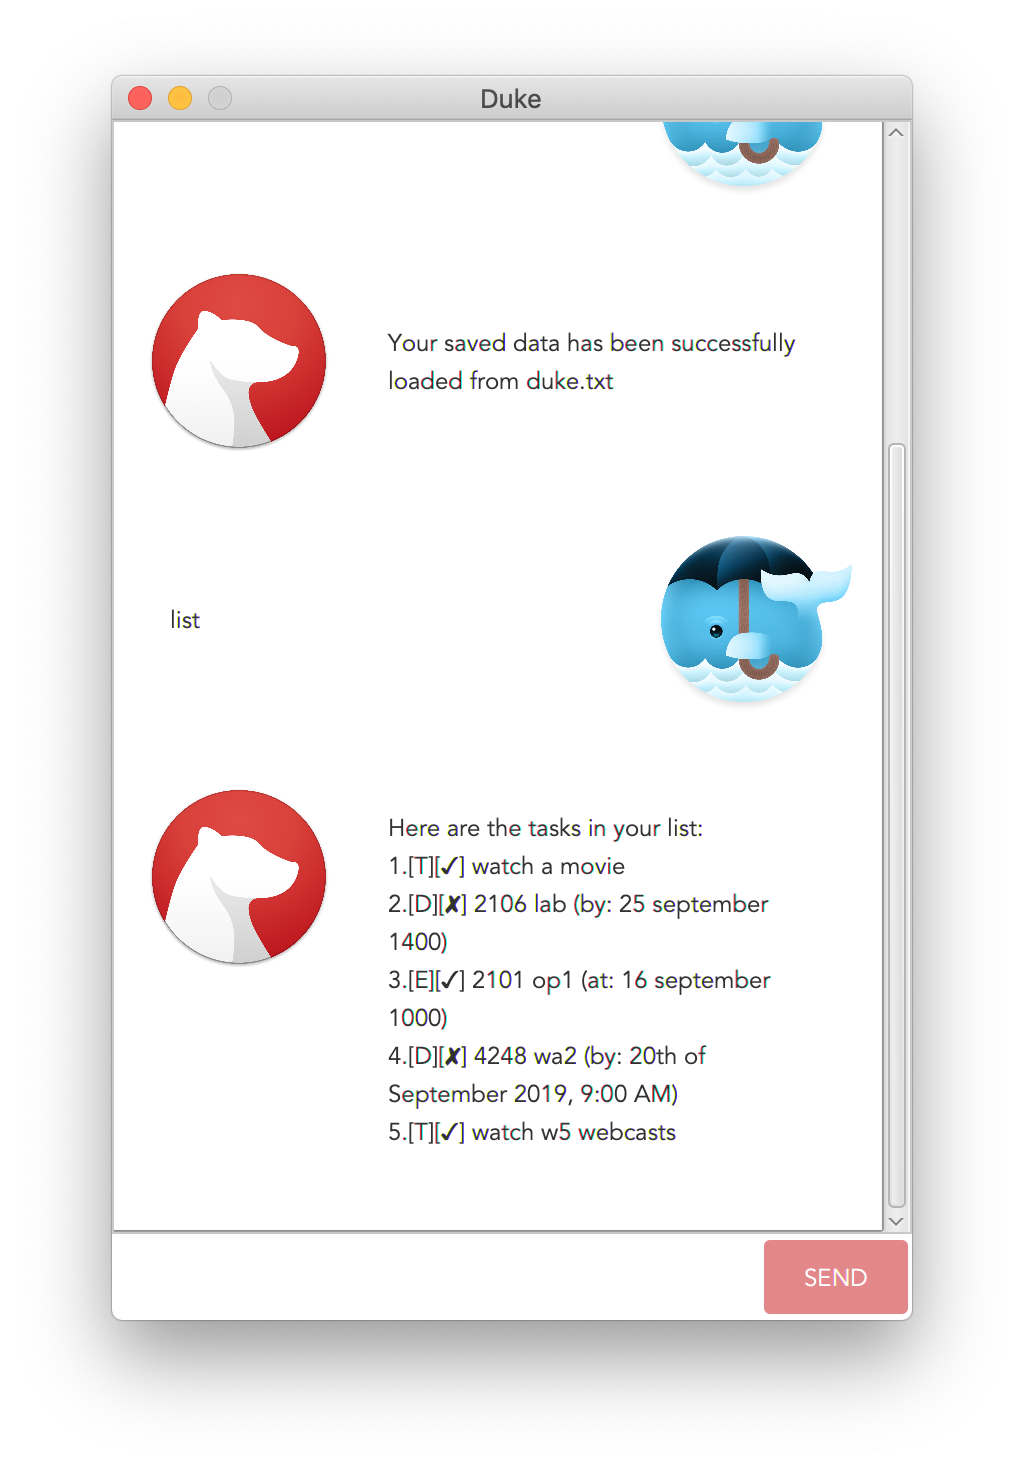 Duke
Your saved data has been successfully
loaded from duke.txt
list
Here are the tasks in your list:
1.[T][✓] watch a movie
2.[D][✘] 2106 lab (by: 25 september
1400)
3.[E][✓] 2101 op1 (at: 16 september
1000)
4.[D][✘] 4248 wa2 (by: 20th of
September 2019, 9:00 AM)
5.[T][✓] watch w5 webcasts
SEND